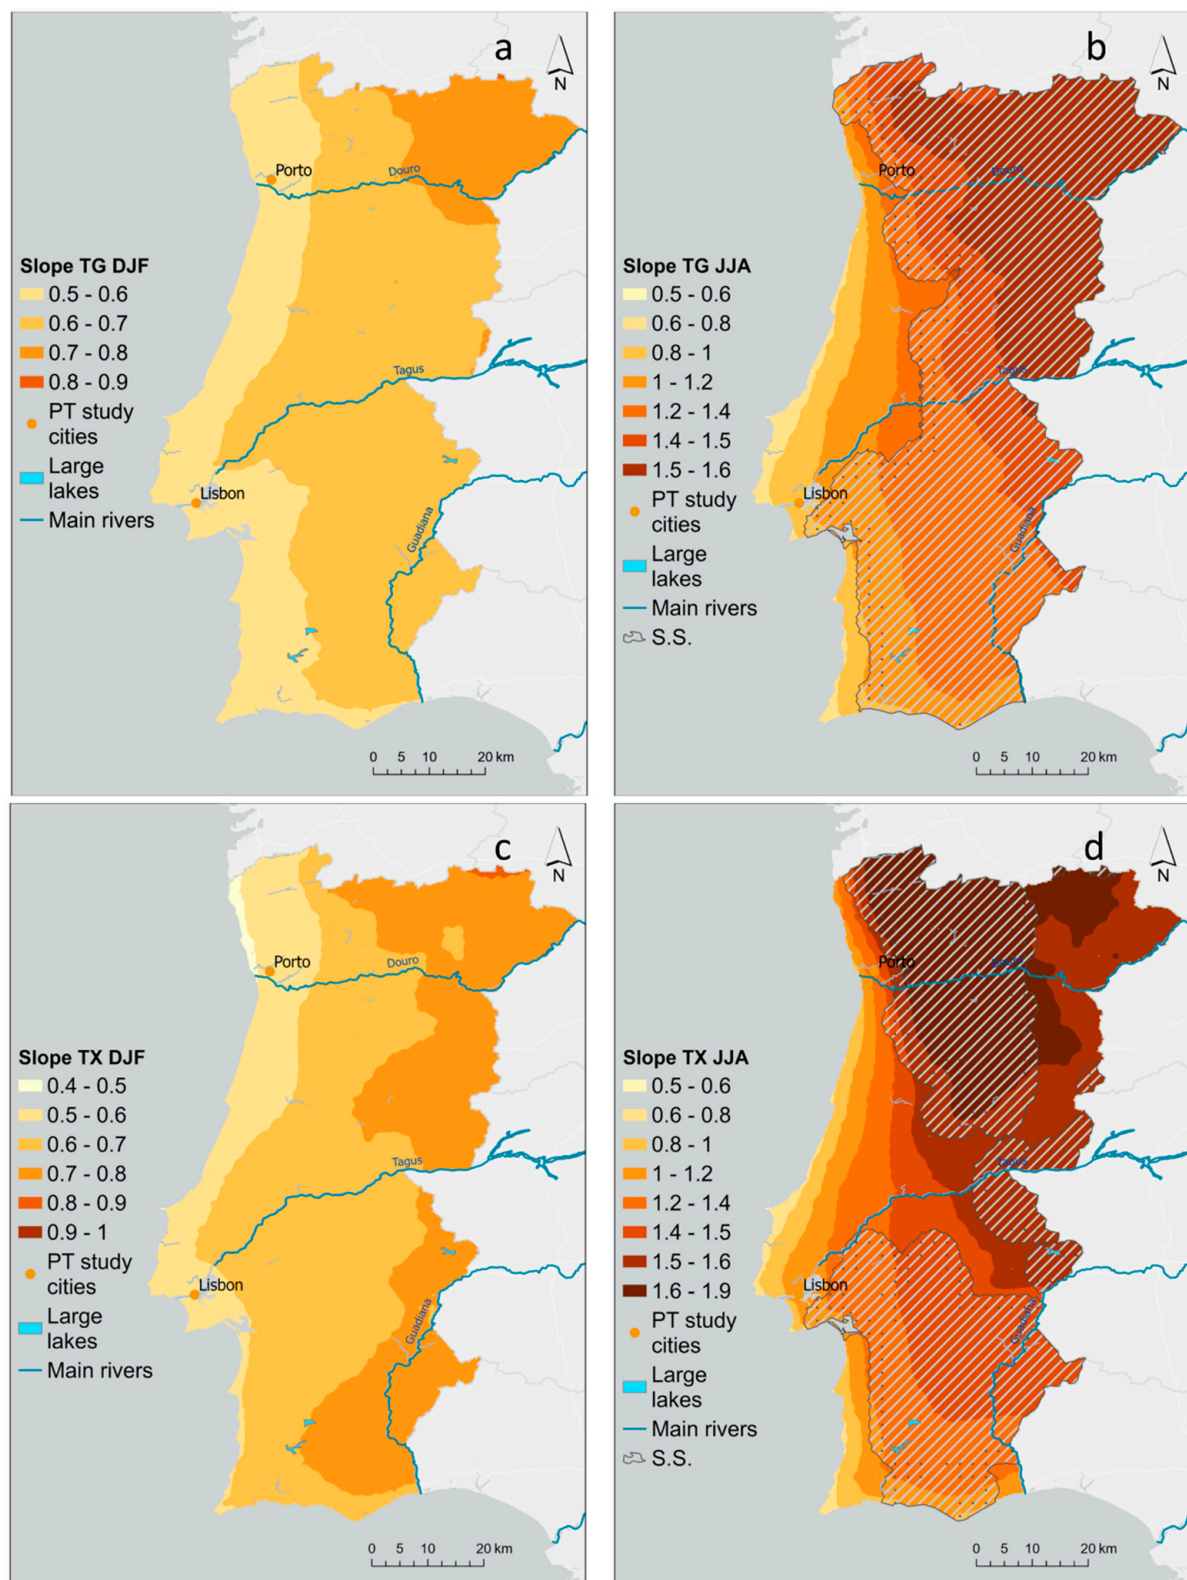 a
N
Porto
Douro
Slope TG DJF
0.5 - 0.6
0.6 - 0.7
0.7 - 0.8
0.8 - 0.9
PT study
cities
Large
lakes
Main rivers
Tagus
Lisbon
Guadiana
0 5 10 20 km
b
N
Porto
Douro
Slope TG JJA
0.5 - 0.6
0.6 - 0.8
0.8 - 1
1 - 1.2
1.2 - 1.4
1.4 - 1.5
1.5 - 1.6
PT study
cities
Large
lakes
Main rivers
S.S.
Tagus
Lisbon
Guadiana
0 5 10 20 km
c
N
Porto
Douro
Slope TX DJF
0.4 - 0.5
0.5 - 0.6
0.6 - 0.7
0.7 - 0.8
0.8 - 0.9
0.9 - 1
PT study
cities
Large
lakes
Main rivers
Tagus
Lisbon
Guadiana
0 5 10 20 km
d
N
Porto
Douro
Slope TX JJA
0.5 - 0.6
0.6 - 0.8
0.8 - 1
1 - 1.2
1.2 - 1.4
1.4 - 1.5
1.5 - 1.6
1.6 - 1.9
PT study
cities
Large
lakes
Main rivers
S.S.
Tagus
Lisbon
Guadiana
0 5 10 20 km